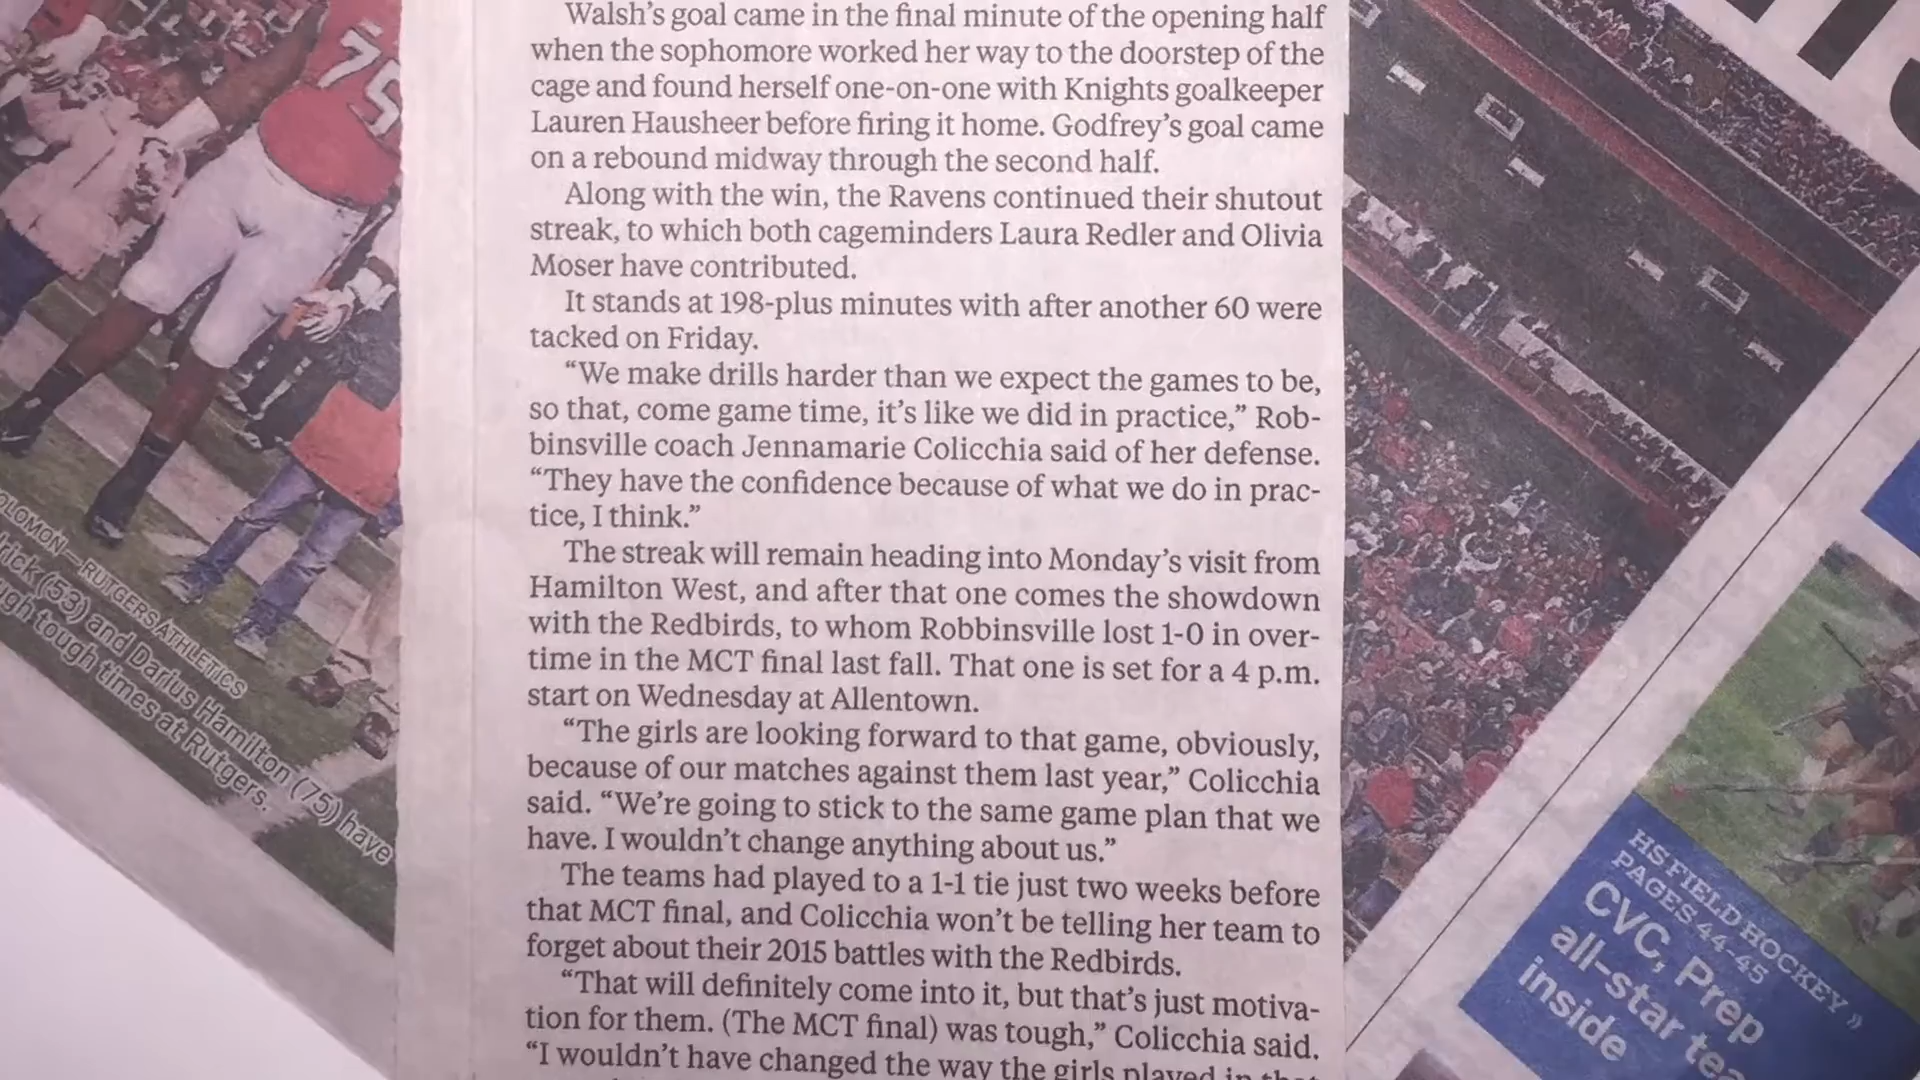 Walsh’s goal came in the final minute of the opening half
when the sophomore worked her way to the doorstep of the
cage and found herself one-on-one with Knights goalkeeper
Lauren Hausheer before firing it home. Godfrey’s goal came
on a rebound midway through the second half.
Along with the win, the Ravens continued their shutout
streak, to which both cageminders Laura Redler and Olivia
Moser have contributed.
It stands at 198-plus minutes with after another 60 were
tacked on Friday.
“We make drills harder than we expect the games to be,
so that, come game time, it’s like we did in practice,” Rob-
binsville coach Jennamarie Colicchia said of her defense.
“They have the confidence because of what we do in prac-
tice, I think.”
The streak will remain heading into Monday’s visit from
Hamilton West, and after that one comes the showdown
with the Redbirds, to whom Robbinsville lost 1-0 in over-
time in the MCT final last fall. That one is set for a 4 p.m.
start on Wednesday at Allentown.
“The girls are looking forward to that game, obviously,
because of our matches against them last year,” Colicchia
said. “We’re going to stick to the same game plan that we
have. I wouldn’t change anything about us.”
The teams had played to a 1-1 tie just two weeks before
that MCT final, and Colicchia won’t be telling her team to
forget about their 2015 battles with the Redbirds.
“That will definitely come into it, but that’s just motiva-
tion for them. (The MCT final) was tough,” Colicchia said.
“I wouldn’t have changed the way the girls played in that
75
OLOMON — RUTGERS ATHLETICS
rick (53) and Darius Hamilton (75) have
ugh tough times at Rutgers.
HS FIELD HOCKEY »
PAGES 44-45
CVC, Prep
all-star tea
inside